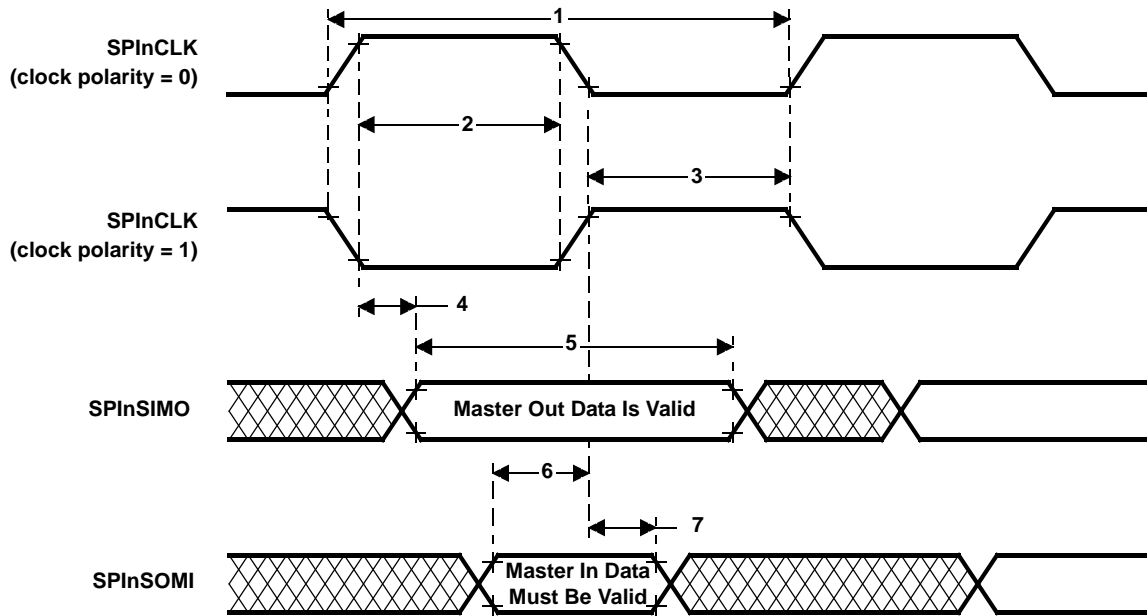 1
SPInCLK
(clock polarity = 0)
2
3
SPInCLK
(clock polarity = 1)
4
5
SPInSIMO
Master Out Data Is Valid
6
7
SPInSOMI
Master In Data
Must Be Valid